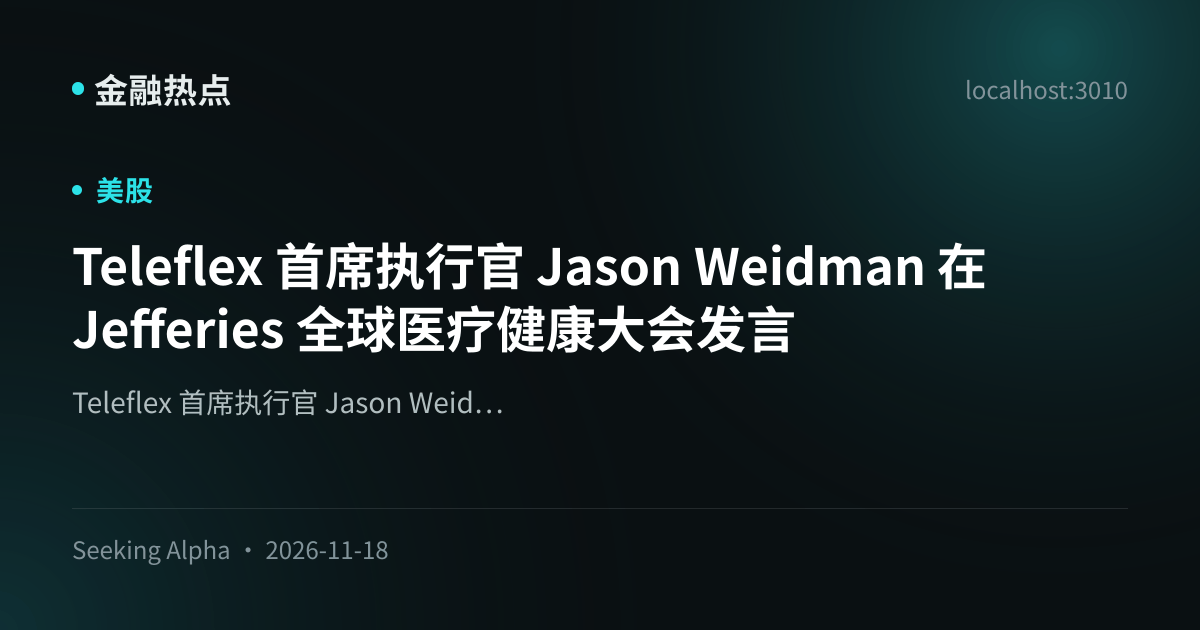 金融热点
localhost:3010
美股
Teleflex 首席执行官 Jason Weidman 在
Jefferies 全球医疗健康大会发言
Teleflex 首席执行官 Jason Weid…
Seeking Alpha · 2026-11-18